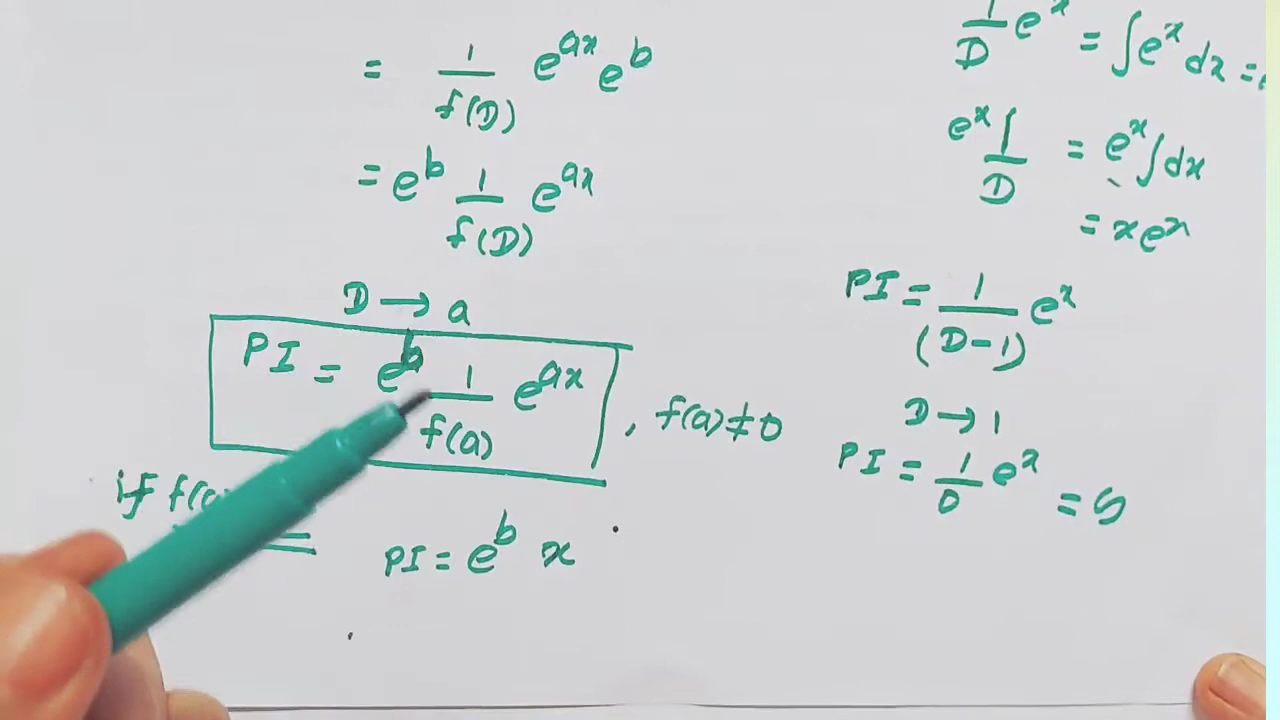 = 1/f(D) e^ax e^b
= e^b 1/f(D) e^ax
D → a
PI = e^b 1/f(a) e^ax , f(a) ≠ 0
if f(a)
PI = e^b x
1/D e^x = ∫e^x dx =
e^x 1/D = e^x ∫dx
= xe^x
PI = 1/(D-1) e^x
D → 1
PI = 1/0 e^x =